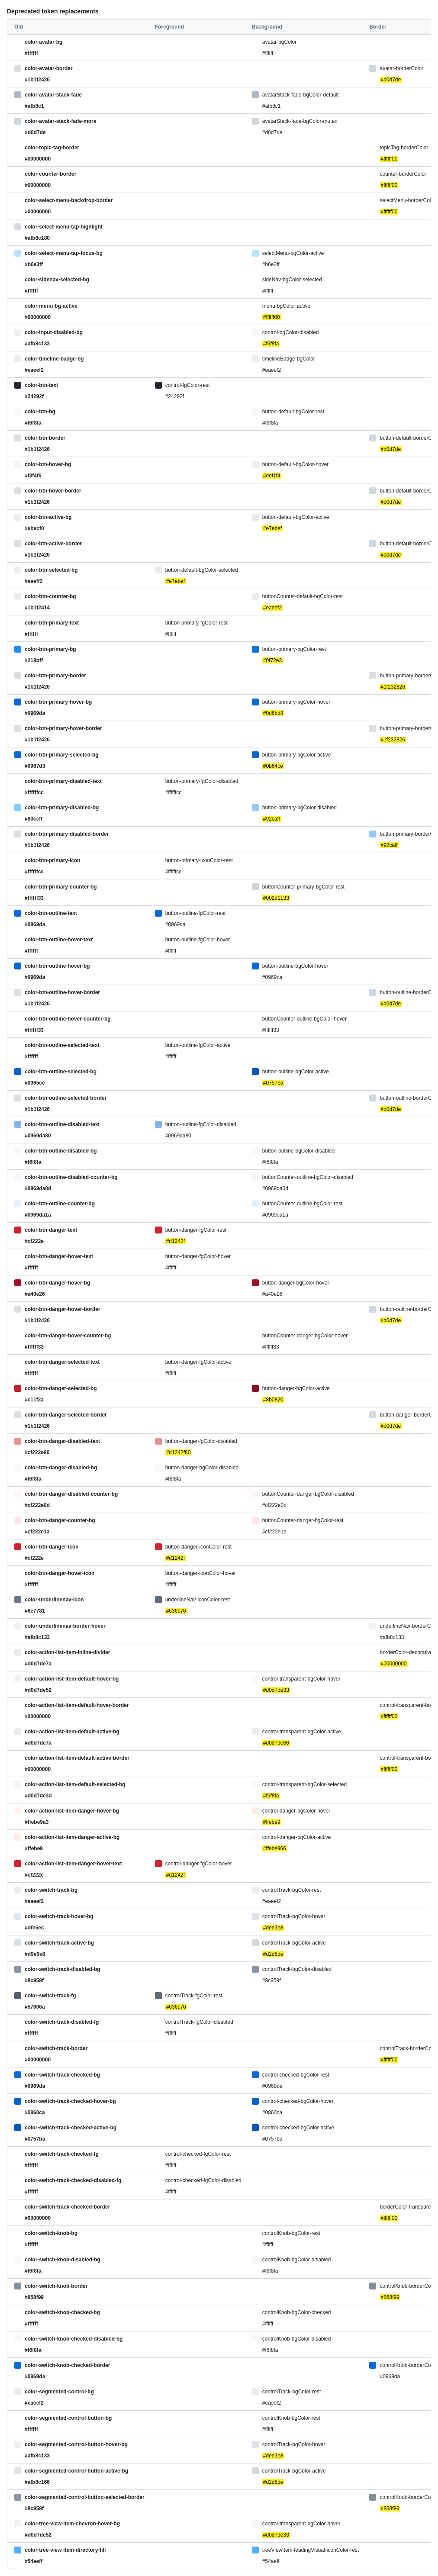 Deprecated token replacements
Old Foreground Background Border
color-avatar-bg avatar-bgColor
#ffffff #ffffff
color-avatar-border avatar-borderColor
#1b1f2426 #d0d7de
color-avatar-stack-fade avatarStack-fade-bgColor-default
#afb8c1 #afb8c1
color-avatar-stack-fade-more avatarStack-fade-bgColor-muted
#d0d7de #d0d7de
color-topic-tag-border topicTag-borderColor
#00000000 #ffffff00
color-counter-border counter-borderColor
#00000000 #ffffff00
color-select-menu-backdrop-border selectMenu-borderCol
#00000000 #ffffff00
color-select-menu-tap-highlight
#afb8c180
color-select-menu-tap-focus-bg selectMenu-bgColor-active
#b6e3ff #b6e3ff
color-sidenav-selected-bg sideNav-bgColor-selected
#ffffff #ffffff
color-menu-bg-active menu-bgColor-active
#00000000 #ffffff00
color-input-disabled-bg control-bgColor-disabled
#afb8c133 #f6f8fa
color-timeline-badge-bg timelineBadge-bgColor
#eaeef2 #eaeef2
color-btn-text control-fgColor-rest
#24292f #24292f
color-btn-bg button-default-bgColor-rest
#f6f8fa #f6f8fa
color-btn-border button-default-borderC
#1b1f2426 #d0d7de
color-btn-hover-bg button-default-bgColor-hover
#f3f4f6 #eef1f4
color-btn-hover-border button-default-borderC
#1b1f2426 #d0d7de
color-btn-active-bg button-default-bgColor-active
#ebecf0 #e7ebef
color-btn-active-border button-default-borderC
#1b1f2426 #d0d7de
color-btn-selected-bg button-default-bgColor-selected
#eeeff2 #e7ebef
color-btn-counter-bg buttonCounter-default-bgColor-rest
#1b1f2414 #eaeef2
color-btn-primary-text button-primary-fgColor-rest
#ffffff #ffffff
color-btn-primary-bg button-primary-bgColor-rest
#218bff #0f72e3
color-btn-primary-border button-primary-border
#1b1f2426 #1f232826
color-btn-primary-hover-bg button-primary-bgColor-hover
#0969da #0d6bd8
color-btn-primary-hover-border button-primary-border
#1b1f2426 #1f232826
color-btn-primary-selected-bg button-primary-bgColor-active
#0967d3 #0b64ce
color-btn-primary-disabled-text button-primary-fgColor-disabled
#ffffffcc #ffffffcc
color-btn-primary-disabled-bg button-primary-bgColor-disabled
#80ccff #92caff
color-btn-primary-disabled-border button-primary-border
#1b1f2426 #92caff
color-btn-primary-icon button-primary-iconColor-rest
#ffffffcc #ffffffcc
color-btn-primary-counter-bg buttonCounter-primary-bgColor-rest
#ffffff33 #002d1133
color-btn-outline-text button-outline-fgColor-rest
#0969da #0969da
color-btn-outline-hover-text button-outline-fgColor-hover
#ffffff #ffffff
color-btn-outline-hover-bg button-outline-bgColor-hover
#0969da #0969da
color-btn-outline-hover-border button-outline-borderC
#1b1f2426 #d0d7de
color-btn-outline-hover-counter-bg buttonCounter-outline-bgColor-hover
#ffffff33 #ffffff33
color-btn-outline-selected-text button-outline-fgColor-active
#ffffff #ffffff
color-btn-outline-selected-bg button-outline-bgColor-active
#0965ce #0757ba
color-btn-outline-selected-border button-outline-borderC
#1b1f2426 #d0d7de
color-btn-outline-disabled-text button-outline-fgColor-disabled
#0969da80 #0969da80
color-btn-outline-disabled-bg button-outline-bgColor-disabled
#f6f8fa #f6f8fa
color-btn-outline-disabled-counter-bg buttonCounter-outline-bgColor-disabled
#0969da0d #0969da0d
color-btn-outline-counter-bg buttonCounter-outline-bgColor-rest
#0969da1a #0969da1a
color-btn-danger-text button-danger-fgColor-rest
#cf222e #d1242f
color-btn-danger-hover-text button-danger-fgColor-hover
#ffffff #ffffff
color-btn-danger-hover-bg button-danger-bgColor-hover
#a40e26 #a40e26
color-btn-danger-hover-border button-outline-borderC
#1b1f2426 #d0d7de
color-btn-danger-hover-counter-bg buttonCounter-danger-bgColor-hover
#ffffff33 #ffffff33
color-btn-danger-selected-text button-danger-fgColor-active
#ffffff #ffffff
color-btn-danger-selected-bg button-danger-bgColor-active
#c11f2a #8b0820
color-btn-danger-selected-border button-danger-borderC
#1b1f2426 #d0d7de
color-btn-danger-disabled-text button-danger-fgColor-disabled
#cf222e80 #d1242f80
color-btn-danger-disabled-bg button-danger-bgColor-disabled
#f6f8fa #f6f8fa
color-btn-danger-disabled-counter-bg buttonCounter-danger-bgColor-disabled
#cf222e0d #cf222e0d
color-btn-danger-counter-bg buttonCounter-danger-bgColor-rest
#cf222e1a #cf222e1a
color-btn-danger-icon button-danger-iconColor-rest
#cf222e #d1242f
color-btn-danger-hover-icon button-danger-iconColor-hover
#ffffff #ffffff
color-underlinenav-icon underlineNav-iconColor-rest
#6e7781 #636c76
color-underlinenav-border-hover underlineNav-borderC
#afb8c133 #afb8c133
color-action-list-item-inline-divider borderColor-decorative
#d0d7de7a #00000000
color-action-list-item-default-hover-bg control-transparent-bgColor-hover
#d0d7de52 #d0d7de33
color-action-list-item-default-hover-border control-transparent-bo
#00000000 #ffffff00
color-action-list-item-default-active-bg control-transparent-bgColor-active
#d0d7de7a #d0d7de66
color-action-list-item-default-active-border control-transparent-bo
#00000000 #ffffff00
color-action-list-item-default-selected-bg control-transparent-bgColor-selected
#d0d7de3d #f6f8fa
color-action-list-item-danger-hover-bg control-danger-bgColor-hover
#ffebe9a3 #ffebe9
color-action-list-item-danger-active-bg control-danger-bgColor-active
#ffebe9 #ffebe966
color-action-list-item-danger-hover-text control-danger-fgColor-hover
#cf222e #d1242f
color-switch-track-bg controlTrack-bgColor-rest
#eaeef2 #eaeef2
color-switch-track-hover-bg controlTrack-bgColor-hover
#dfe6ec #dee3e8
color-switch-track-active-bg controlTrack-bgColor-active
#d9e0e8 #d2d8de
color-switch-track-disabled-bg controlTrack-bgColor-disabled
#8c959f #8c959f
color-switch-track-fg controlTrack-fgColor-rest
#57606a #636c76
color-switch-track-disabled-fg controlTrack-fgColor-disabled
#ffffff #ffffff
color-switch-track-border controlTrack-borderCo
#00000000 #ffffff00
color-switch-track-checked-bg control-checked-bgColor-rest
#0969da #0969da
color-switch-track-checked-hover-bg control-checked-bgColor-hover
#0860ca #0860ca
color-switch-track-checked-active-bg control-checked-bgColor-active
#0757ba #0757ba
color-switch-track-checked-fg control-checked-fgColor-rest
#ffffff #ffffff
color-switch-track-checked-disabled-fg control-checked-fgColor-disabled
#ffffff #ffffff
color-switch-track-checked-border borderColor-transpare
#00000000 #ffffff00
color-switch-knob-bg controlKnob-bgColor-rest
#ffffff #ffffff
color-switch-knob-disabled-bg controlKnob-bgColor-disabled
#f6f8fa #f6f8fa
color-switch-knob-border controlKnob-borderCo
#858f99 #868f99
color-switch-knob-checked-bg controlKnob-bgColor-checked
#ffffff #ffffff
color-switch-knob-checked-disabled-bg controlKnob-bgColor-disabled
#f6f8fa #f6f8fa
color-switch-knob-checked-border controlKnob-borderCo
#0969da #0969da
color-segmented-control-bg controlTrack-bgColor-rest
#eaeef2 #eaeef2
color-segmented-control-button-bg controlKnob-bgColor-rest
#ffffff #ffffff
color-segmented-control-button-hover-bg controlTrack-bgColor-hover
#afb8c133 #dee3e8
color-segmented-control-button-active-bg controlTrack-bgColor-active
#afb8c166 #d2d8de
color-segmented-control-button-selected-border controlKnob-borderCo
#8c959f #868f99
color-tree-view-item-chevron-hover-bg control-transparent-bgColor-hover
#d0d7de52 #d0d7de33
color-tree-view-item-directory-fill treeViewItem-leadingVisual-iconColor-rest
#54aeff #54aeff